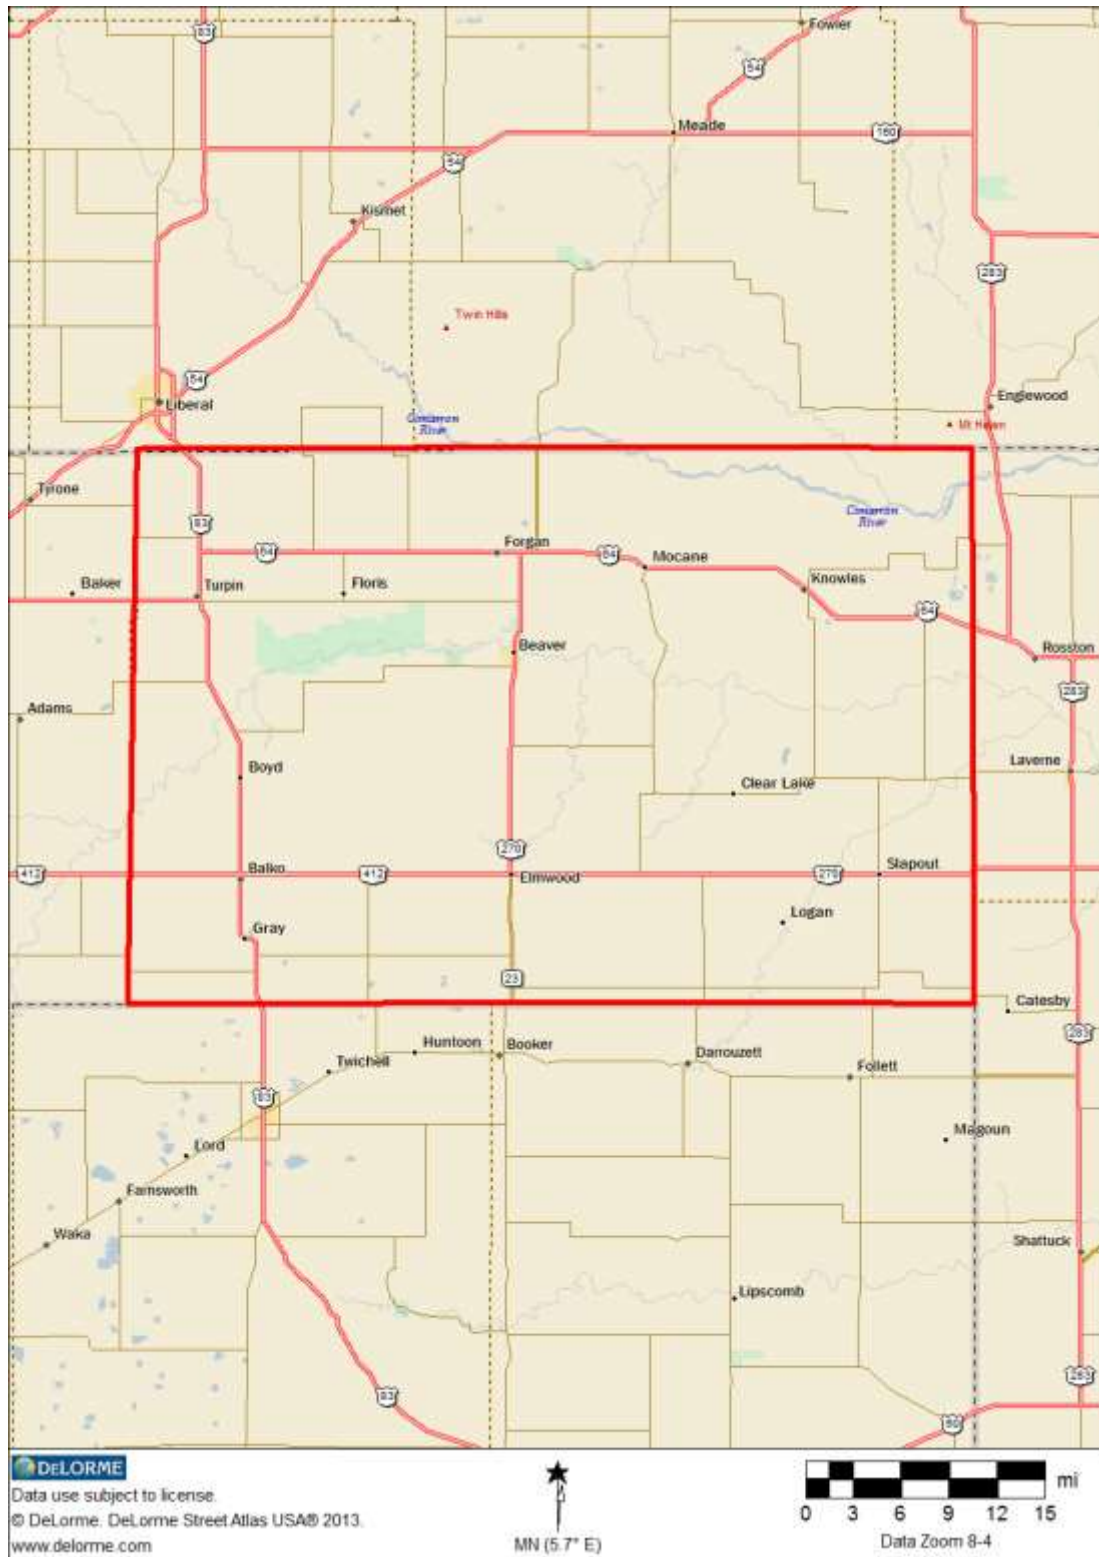 83
Fowler
54
Meade
160
54
Kismet
283
Twin Hills
54
Liberal
Englewood
Cimarron
River
Mt Helen
Tyrone
83
Cimarron
River
Forgan
54
54
Mocane
Baker
Turpin
Floris
Knowles
54
Beaver
Rosston
283
Adams
Boyd
Clear Lake
Laverne
270
412
Balko
412
Elmwood
270
Slapout
Logan
Gray
23
Catesby
283
Huntoon
Booker
Darrouzett
Twichell
Follett
83
Magoun
Lord
Farnsworth
Waka
Shattuck
Lipscomb
283
83
60
DELORME
Data use subject to license.
© DeLorme. DeLorme Street Atlas USA® 2013.
www.delorme.com
MN (5.7° E)
mi
0 3 6 9 12 15
Data Zoom 8-4